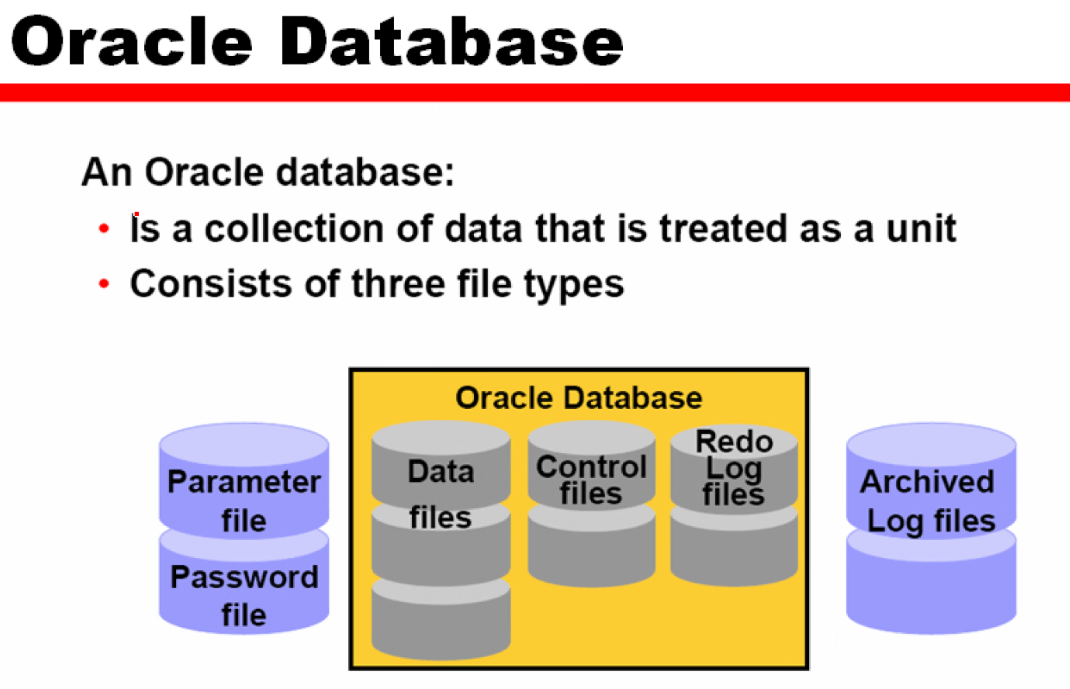 Oracle Database
An Oracle database:
• Is a collection of data that is treated as a unit
• Consists of three file types
Oracle Database
Parameter
file
Password
file
Data
files
Control
files
Redo
Log
files
Archived
Log files